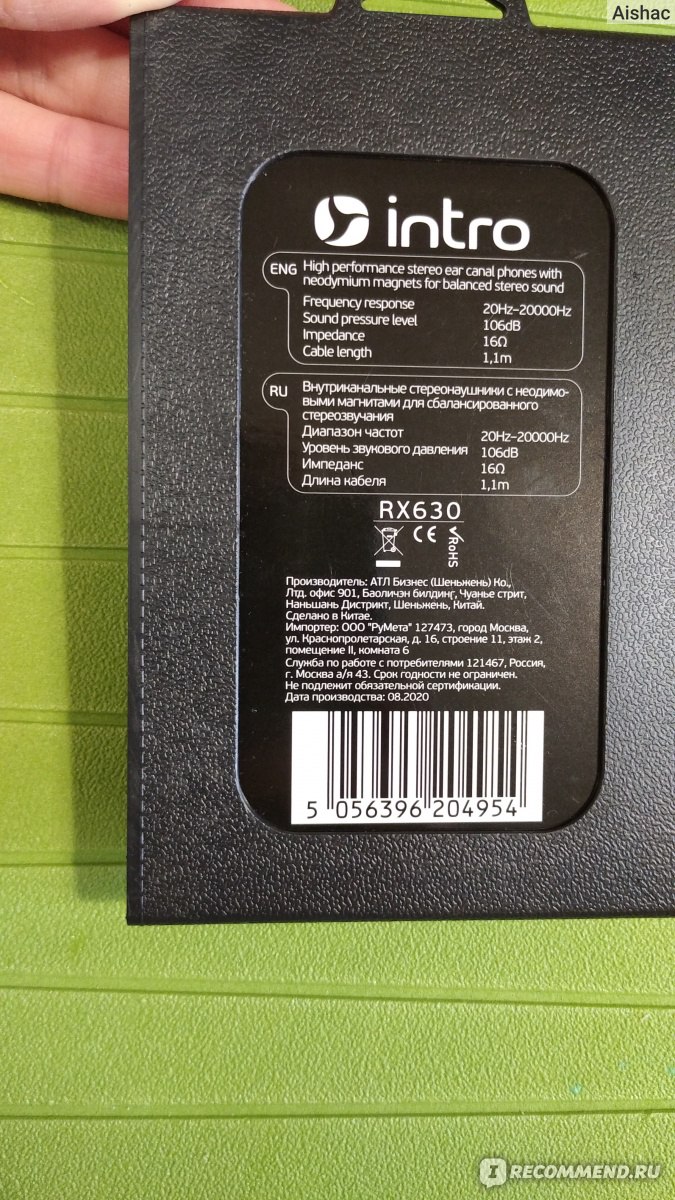 Aishac
intro
ENG
High performance stereo ear canal phones with
neodymium magnets for balanced stereo sound
Frequency response 20Hz–20000Hz
Sound pressure level 106dB
Impedance 16Ω
Cable length 1,1m
RU
Внутриканальные стереонаушники с неодимо-
выми магнитами для сбалансированного
стереозвучания
Диапазон частот 20Hz–20000Hz
Уровень звукового давления 106dB
Импеданс 16Ω
Длина кабеля 1,1m
RX630
CE RoHS
Производитель: АТЛ Бизнес (Шеньжень) Ко.,
Лтд. офис 901, Баоличэн билдинг, Чуанье стрит,
Наньшань Дистрикт, Шеньжень, Китай.
Сделано в Китае.
Импортер: ООО "РуМета" 127473, город Москва,
ул. Краснопролетарская, д. 16, строение 11, этаж 2,
помещение II, комната 6
Служба по работе с потребителями 121467, Россия,
г. Москва а/я 43. Срок годности не ограничен.
Не подлежит обязательной сертификации.
Дата производства: 08.2020
5 056396 204954
IRECOMMEND.RU